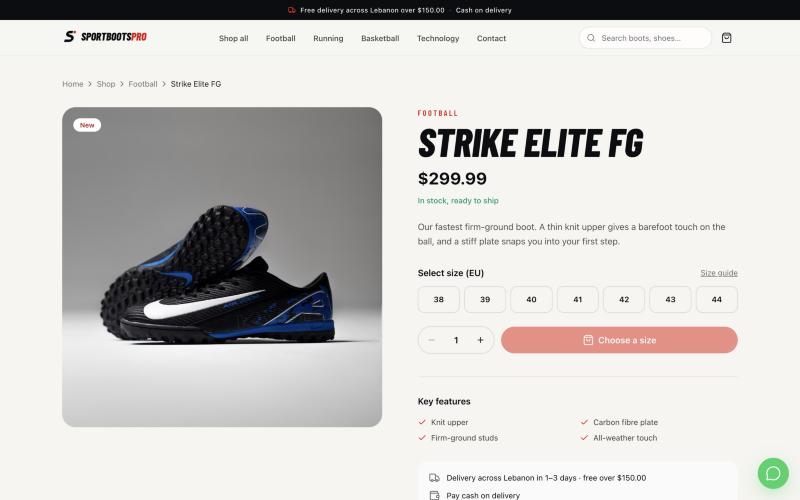 Free delivery across Lebanon over $150.00 · Cash on delivery
SPORTBOOTSPRO
Shop all
Football
Running
Basketball
Technology
Contact
Search boots, shoes...
Home > Shop > Football > Strike Elite FG
New
FOOTBALL
STRIKE ELITE FG
$299.99
In stock, ready to ship
Our fastest firm-ground boot. A thin knit upper gives a barefoot touch on the
ball, and a stiff plate snaps you into your first step.
Select size (EU)
Size guide
38
39
40
41
42
43
44
− 1 +
Choose a size
Key features
Knit upper
Carbon fibre plate
Firm-ground studs
All-weather touch
Delivery across Lebanon in 1–3 days · free over $150.00
Pay cash on delivery